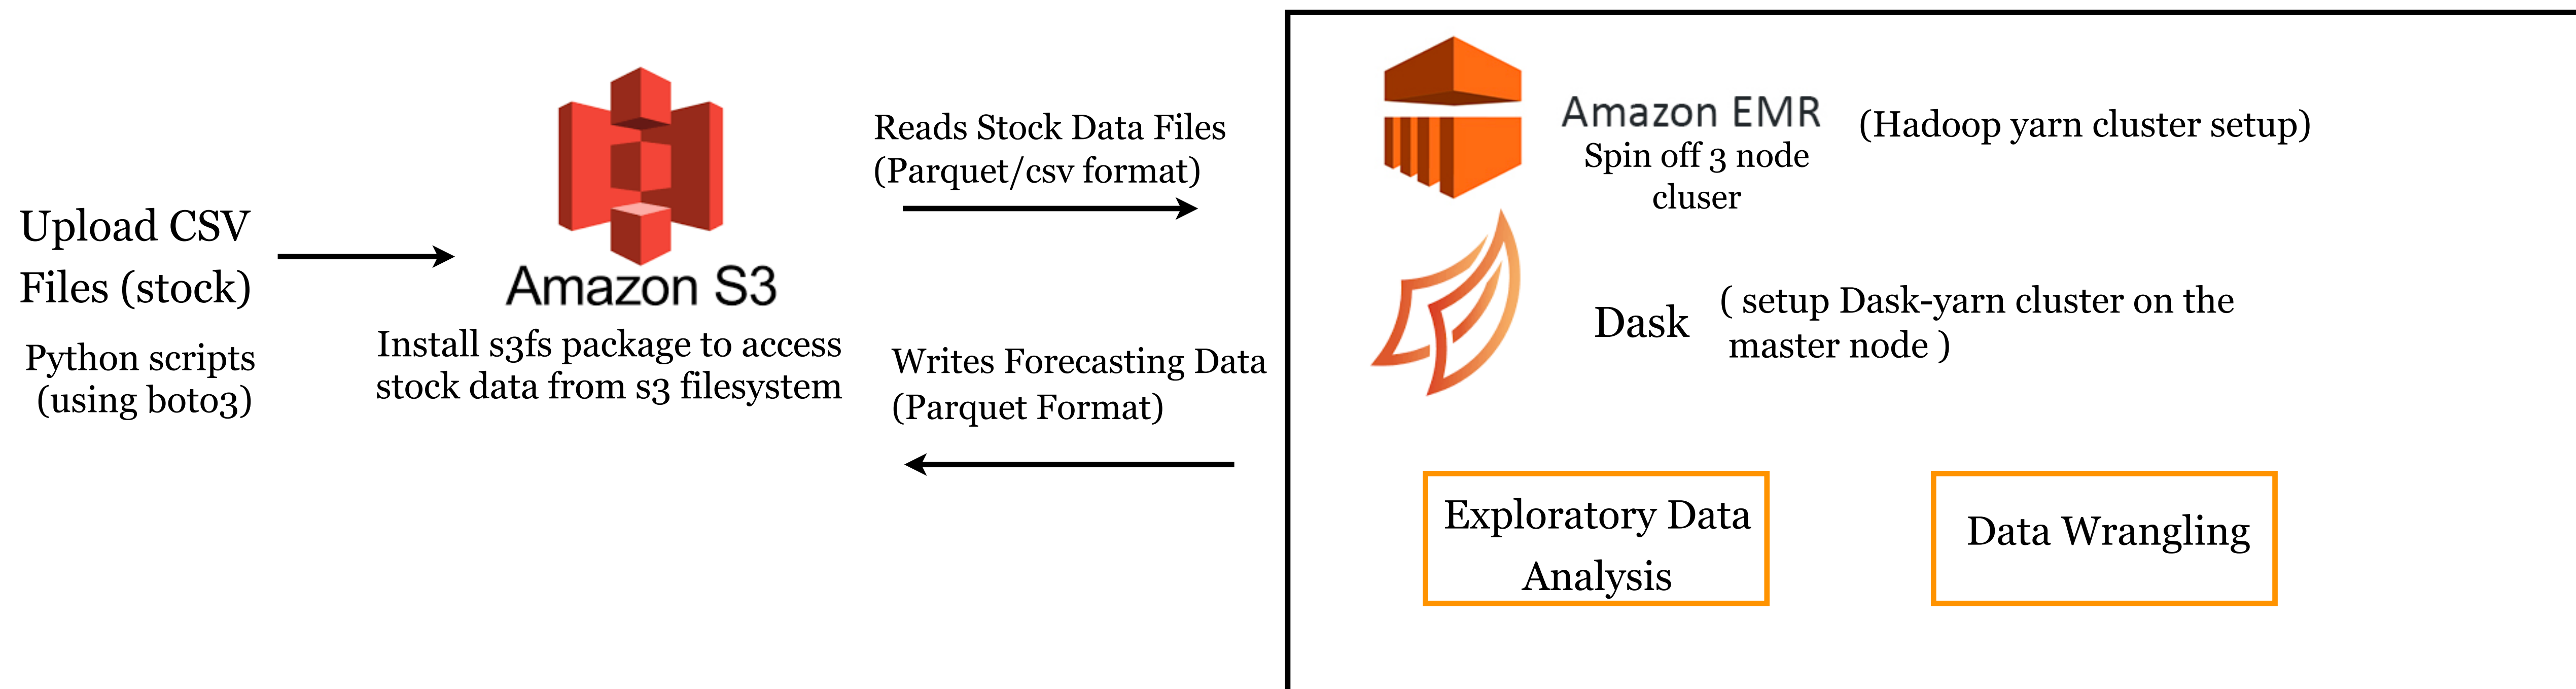 Upload CSV
Files (stock)
Python scripts
(using boto3)
Amazon S3
Install s3fs package to access
stock data from s3 filesystem
Reads Stock Data Files
(Parquet/csv format)
Writes Forecasting Data
(Parquet Format)
Amazon EMR
Spin off 3 node
cluser
(Hadoop yarn cluster setup)
Dask
( setup Dask-yarn cluster on the
master node )
Exploratory Data
Analysis
Data Wrangling